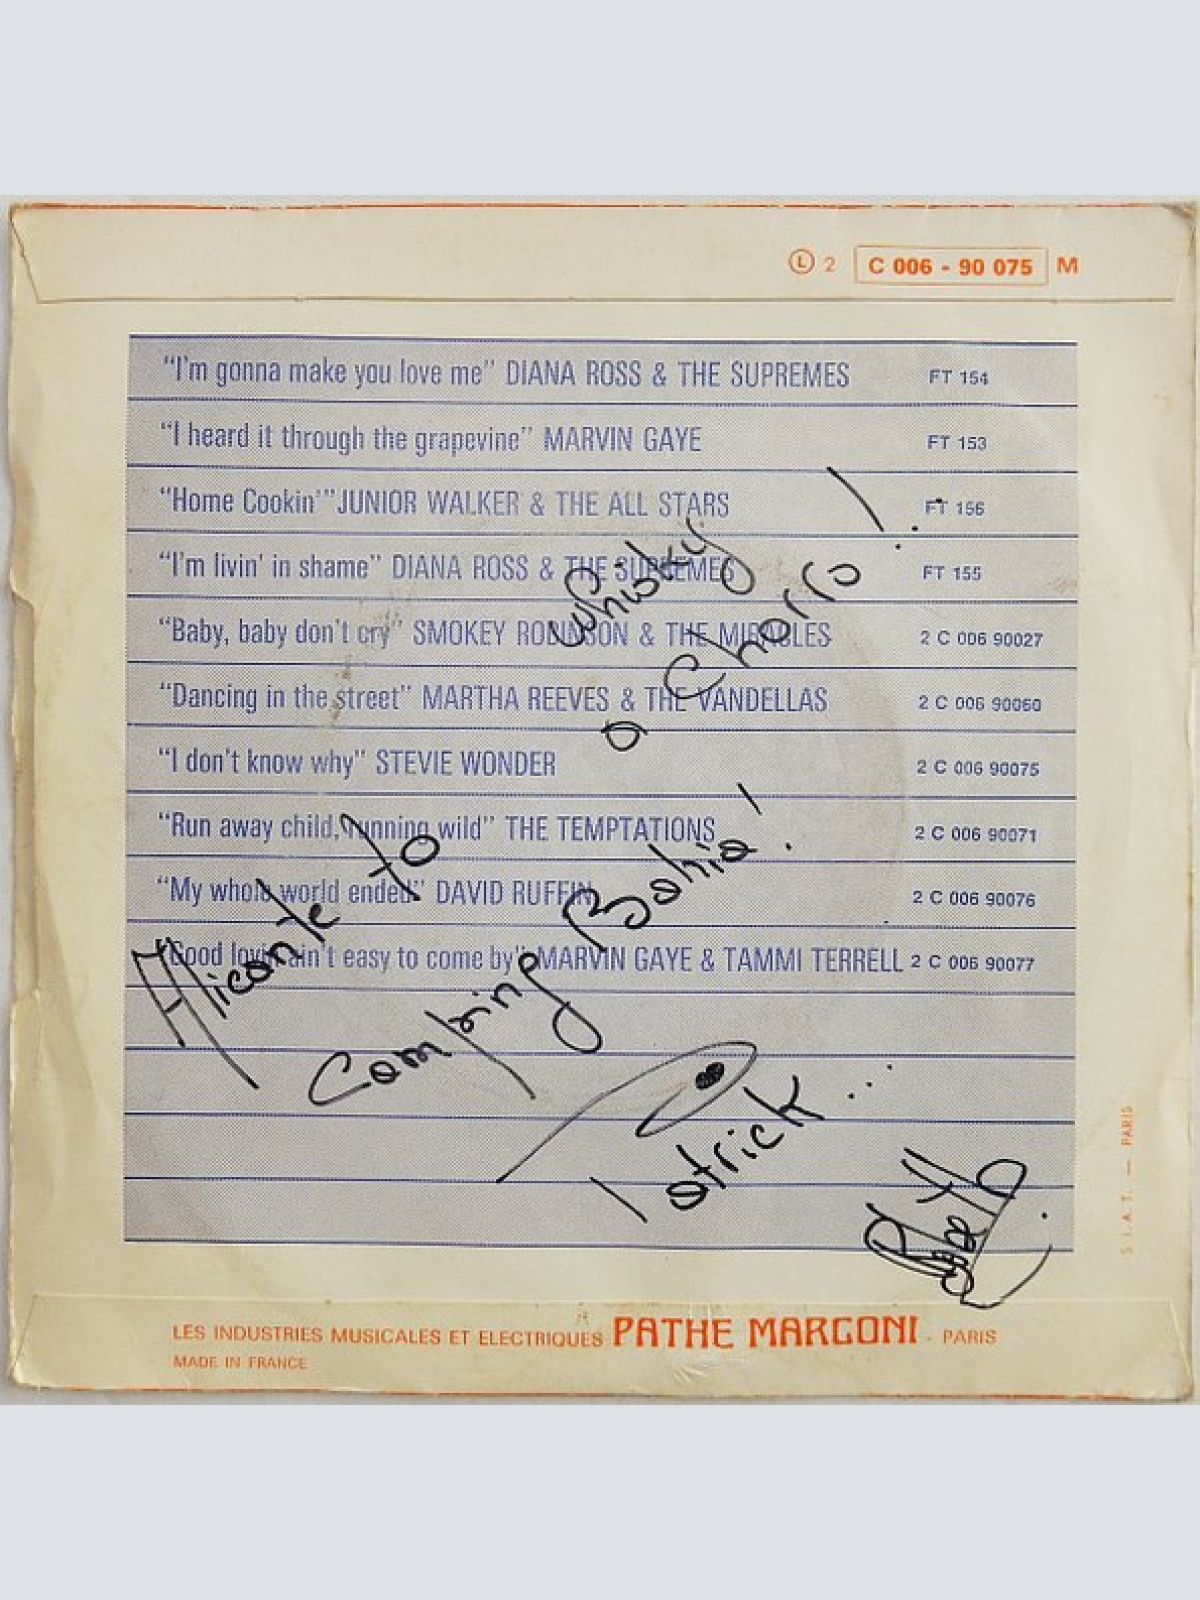 Ⓛ 2 C 006 - 90 075 M
“I'm gonna make you love me” DIANA ROSS & THE SUPREMES FT 154
“I heard it through the grapevine” MARVIN GAYE FT 153
“Home Cookin'” JUNIOR WALKER & THE ALL STARS FT 156
“I'm livin' in shame” DIANA ROSS & THE SUPREMES FT 155
“Baby, baby don't cry” SMOKEY ROBINSON & THE MIRACLES 2 C 006 90027
“Dancing in the street” MARTHA REEVES & THE VANDELLAS 2 C 006 90060
“I don't know why” STEVIE WONDER 2 C 006 90075
“Run away child, running wild” THE TEMPTATIONS 2 C 006 90071
“My whole world ended” DAVID RUFFIN 2 C 006 90076
“Good lovin' ain't easy to come by” MARVIN GAYE & TAMMI TERRELL 2 C 006 90077
Whisky
a Chorro!
Alicante to
Camping Bahia!
Patrick...
S.I.A.T. — PARIS
LES INDUSTRIES MUSICALES ET ELECTRIQUES PATHE MARCONI - PARIS
MADE IN FRANCE